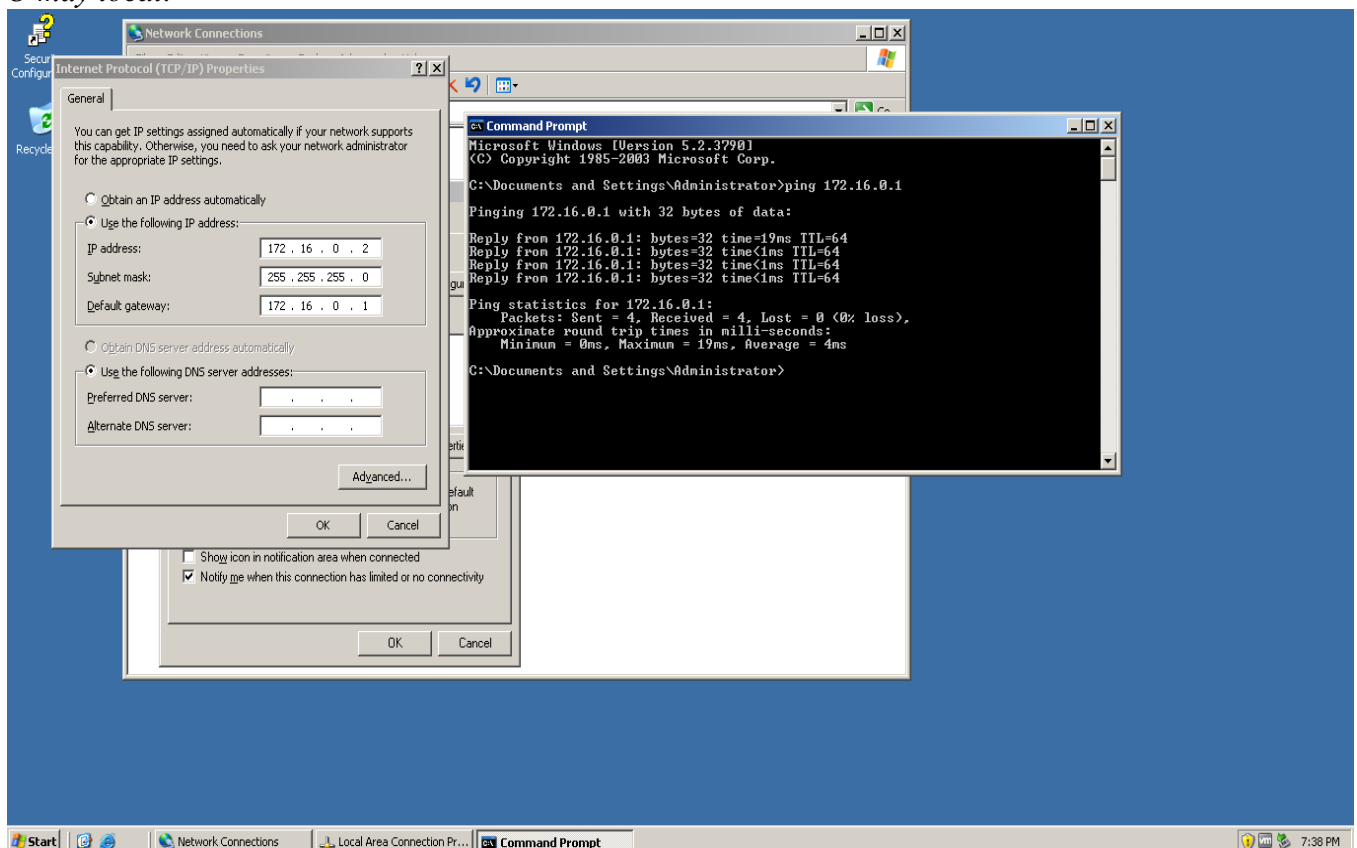 Network Connections
Secur
Configur
Recycle
Internet Protocol (TCP/IP) Properties
General
You can get IP settings assigned automatically if your network supports
this capability. Otherwise, you need to ask your network administrator
for the appropriate IP settings.
Obtain an IP address automatically
Use the following IP address:
IP address: 172 . 16 . 0 . 2
Subnet mask: 255 . 255 . 255 . 0
Default gateway: 172 . 16 . 0 . 1
Obtain DNS server address automatically
Use the following DNS server addresses:
Preferred DNS server: . . .
Alternate DNS server: . . .
Advanced...
OK Cancel
Command Prompt
Microsoft Windows [Version 5.2.3790]
(C) Copyright 1985-2003 Microsoft Corp.
C:\Documents and Settings\Administrator>ping 172.16.0.1
Pinging 172.16.0.1 with 32 bytes of data:
Reply from 172.16.0.1: bytes=32 time=19ms TTL=64
Reply from 172.16.0.1: bytes=32 time<1ms TTL=64
Reply from 172.16.0.1: bytes=32 time<1ms TTL=64
Reply from 172.16.0.1: bytes=32 time<1ms TTL=64
Ping statistics for 172.16.0.1:
Packets: Sent = 4, Received = 4, Lost = 0 (0% loss),
Approximate round trip times in milli-seconds:
Minimum = 0ms, Maximum = 19ms, Average = 4ms
C:\Documents and Settings\Administrator>
efault
on
Show icon in notification area when connected
Notify me when this connection has limited or no connectivity
OK Cancel
Start Network Connections Local Area Connection Pr... Command Prompt 7:38 PM